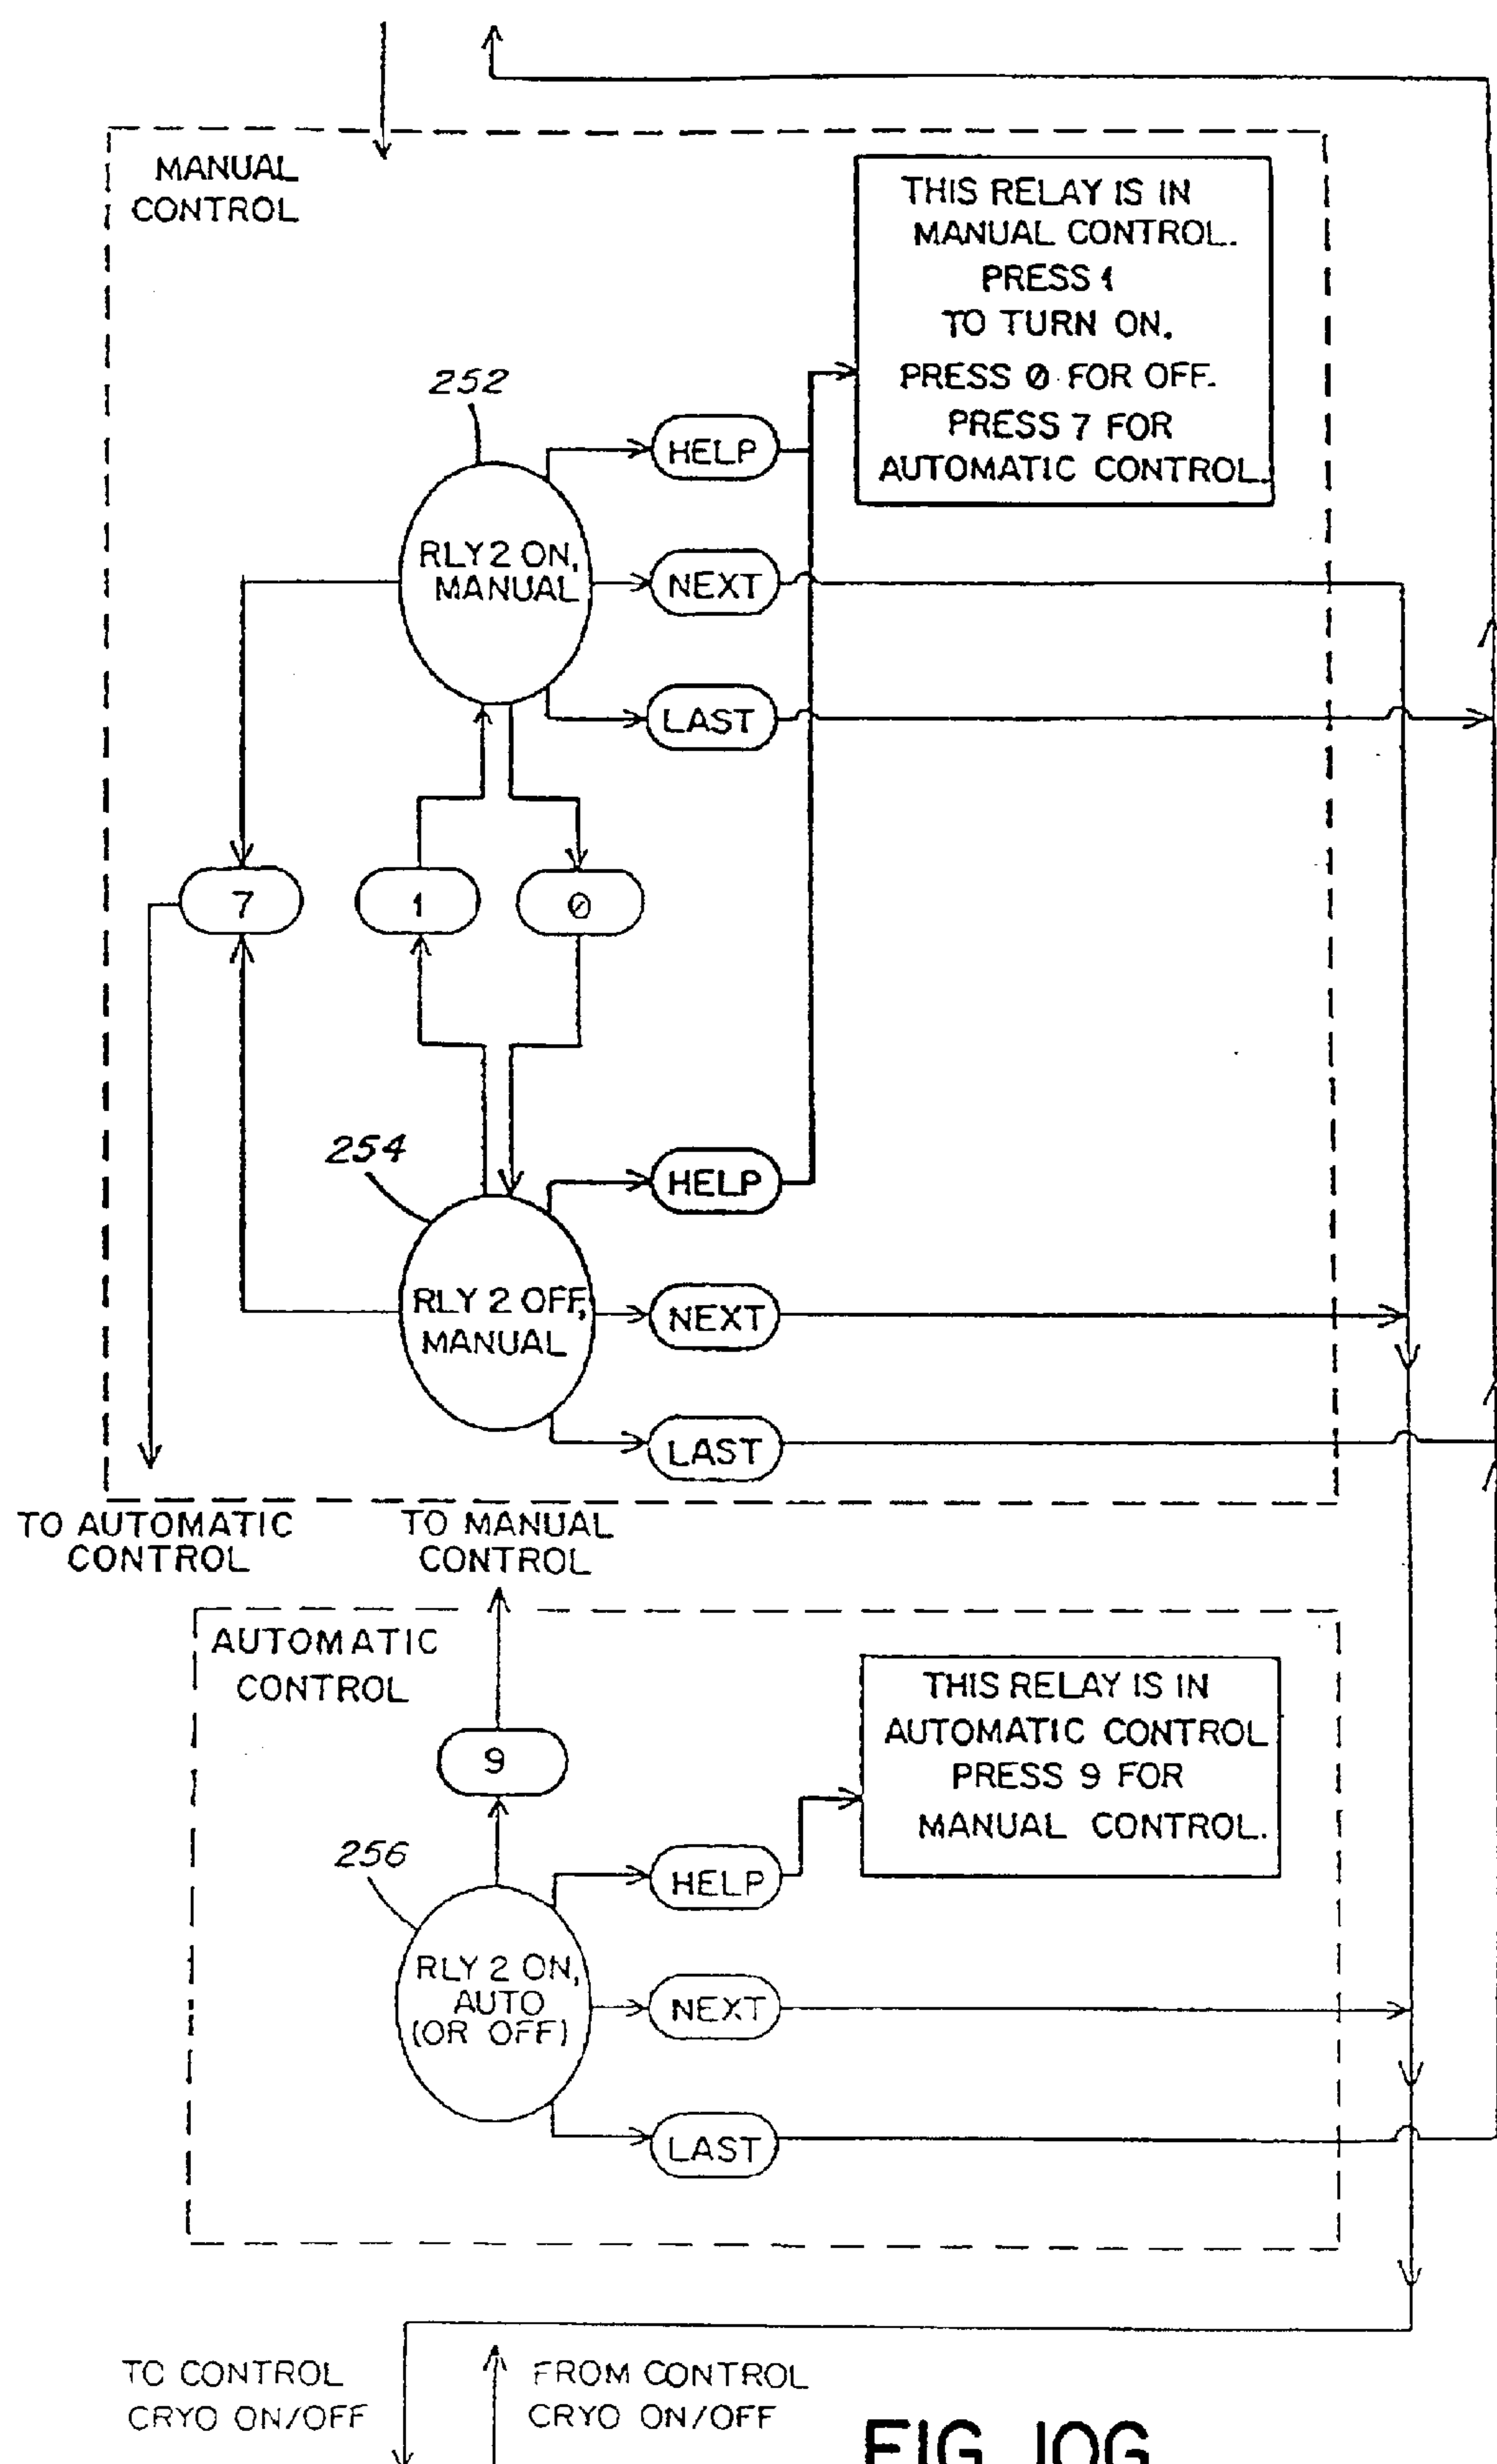 MANUAL
CONTROL
THIS RELAY IS IN
MANUAL CONTROL.
PRESS 1
TO TURN ON.
PRESS 0 FOR OFF.
PRESS 7 FOR
AUTOMATIC CONTROL.
252
HELP
RLY 2 ON,
MANUAL
NEXT
LAST
7
1
0
254
HELP
RLY 2 OFF,
MANUAL
NEXT
LAST
TO AUTOMATIC
CONTROL
TO MANUAL
CONTROL
AUTOMATIC
CONTROL
9
THIS RELAY IS IN
AUTOMATIC CONTROL
PRESS 9 FOR
MANUAL CONTROL.
256
HELP
RLY 2 ON,
AUTO
(OR OFF)
NEXT
LAST
TO CONTROL
CRYO ON/OFF
FROM CONTROL
CRYO ON/OFF
FIG. 10G